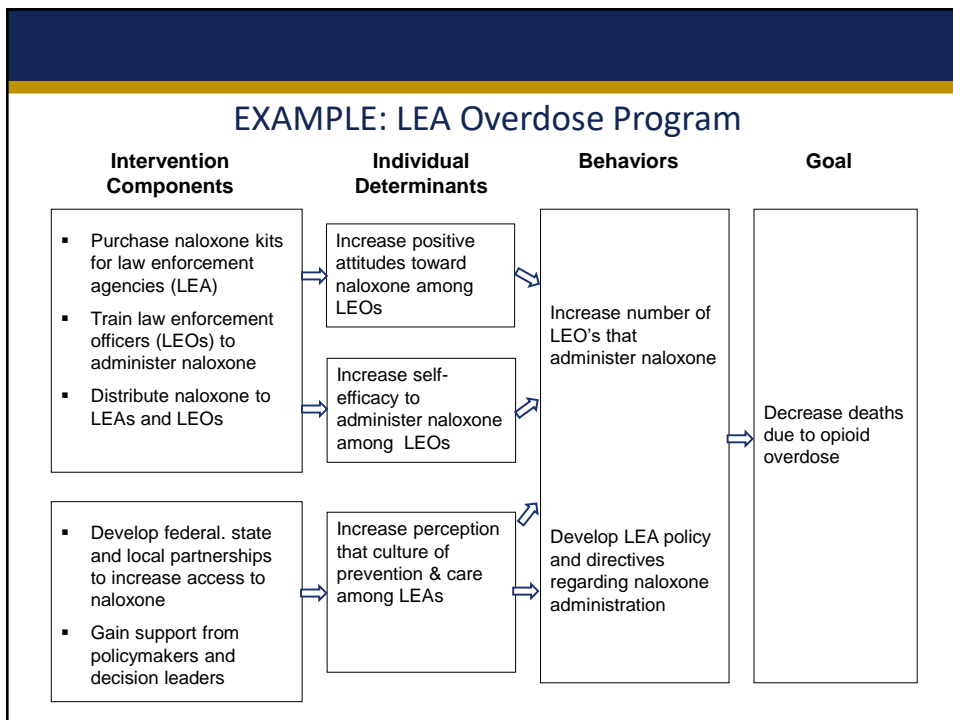 EXAMPLE: LEA Overdose Program
Intervention
Components
Individual
Determinants
Behaviors
Goal
▪ Purchase naloxone kits
for law enforcement
agencies (LEA)
▪ Train law enforcement
officers (LEOs) to
administer naloxone
▪ Distribute naloxone to
LEAs and LEOs
▪ Develop federal. state
and local partnerships
to increase access to
naloxone
▪ Gain support from
policymakers and
decision leaders
Increase positive
attitudes toward
naloxone among
LEOs
Increase self-
efficacy to
administer naloxone
among LEOs
Increase perception
that culture of
prevention & care
among LEAs
Increase number of
LEO’s that
administer naloxone
Develop LEA policy
and directives
regarding naloxone
administration
Decrease deaths
due to opioid
overdose